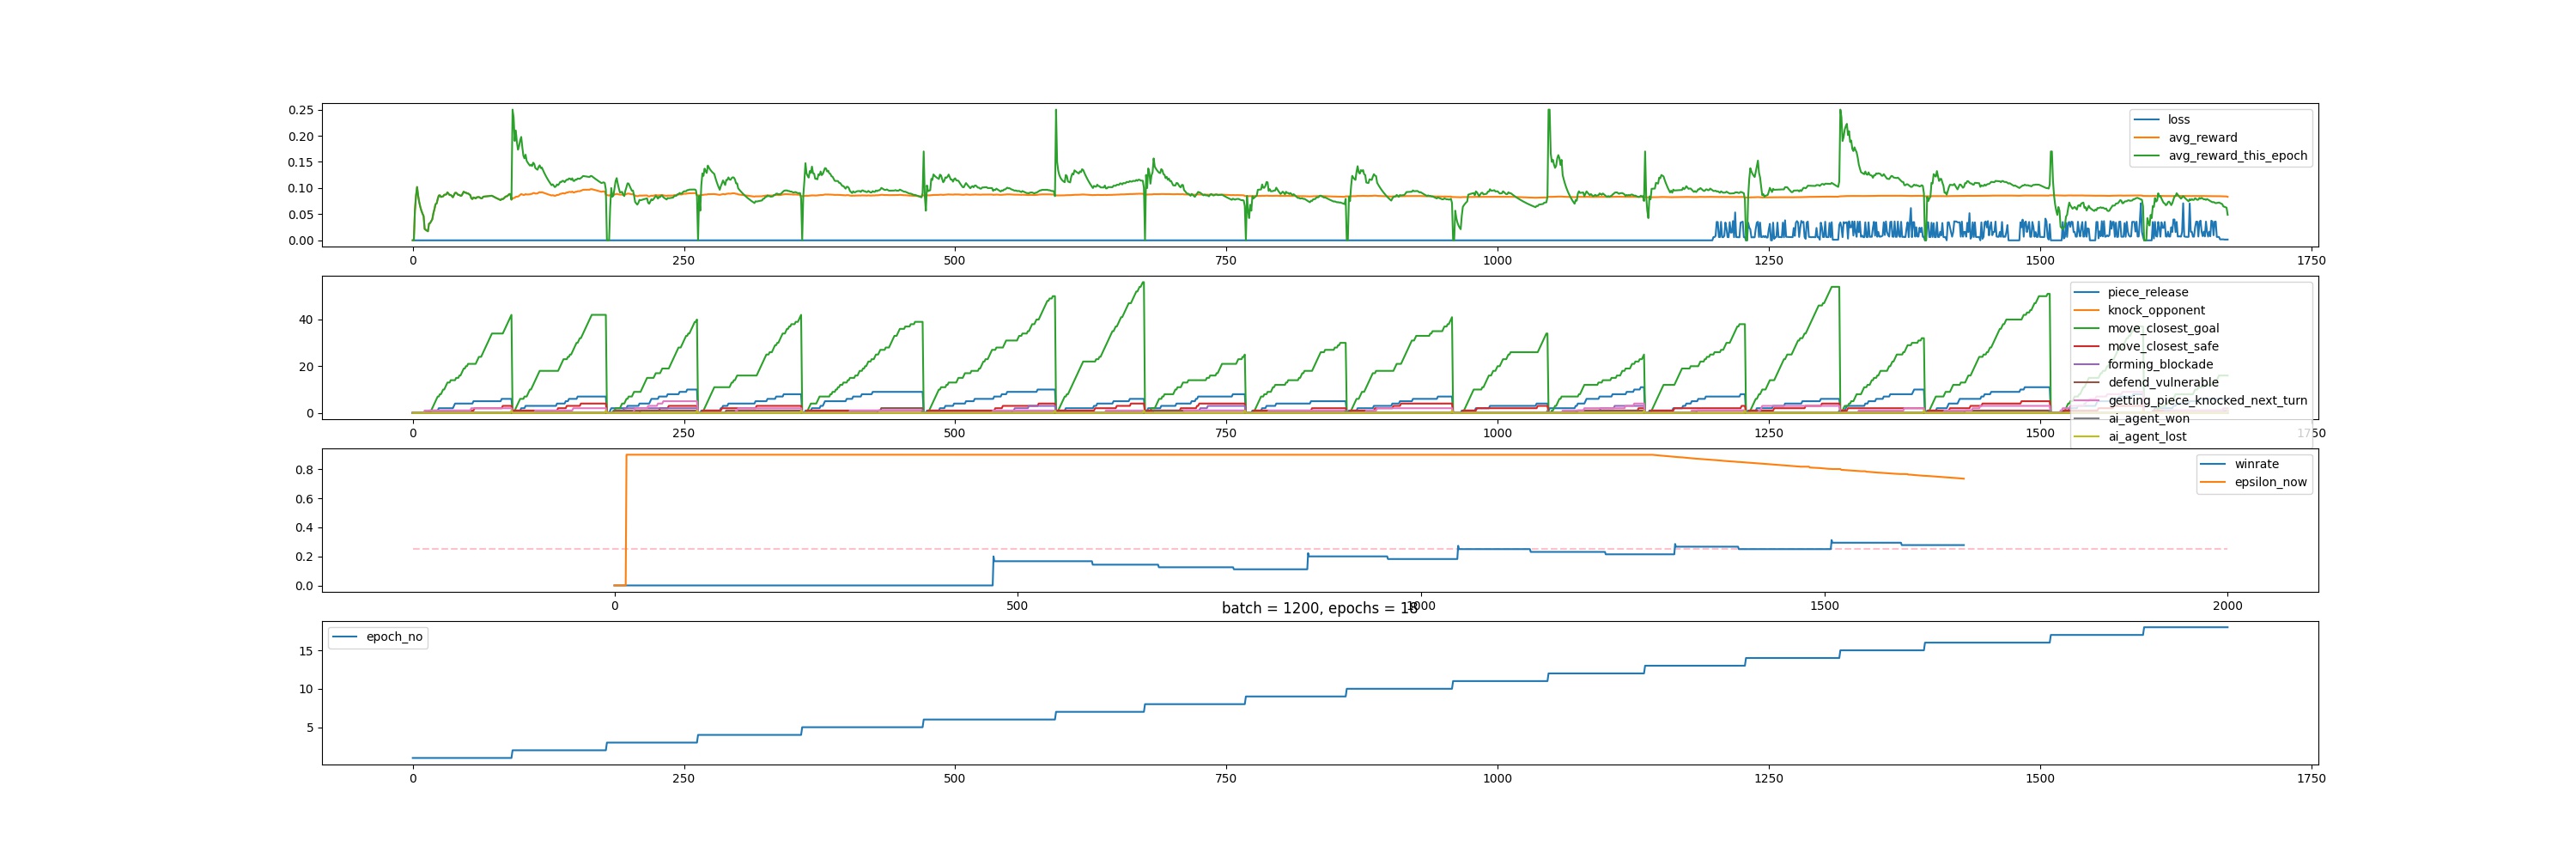 0.25
0.20
0.15
0.10
0.05
0.00
loss
avg_reward
avg_reward_this_epoch
0 250 500 750 1000 1250 1500 1750
40
20
0
piece_release
knock_opponent
move_closest_goal
move_closest_safe
forming_blockade
defend_vulnerable
getting_piece_knocked_next_turn
ai_agent_won
ai_agent_lost
0 250 500 750 1000 1250 1500 1750
0.8
0.6
0.4
0.2
0.0
winrate
epsilon_now
0 500 1000 1500 2000
batch = 1200, epochs = 18
epoch_no
15
10
5
0 250 500 750 1000 1250 1500 1750